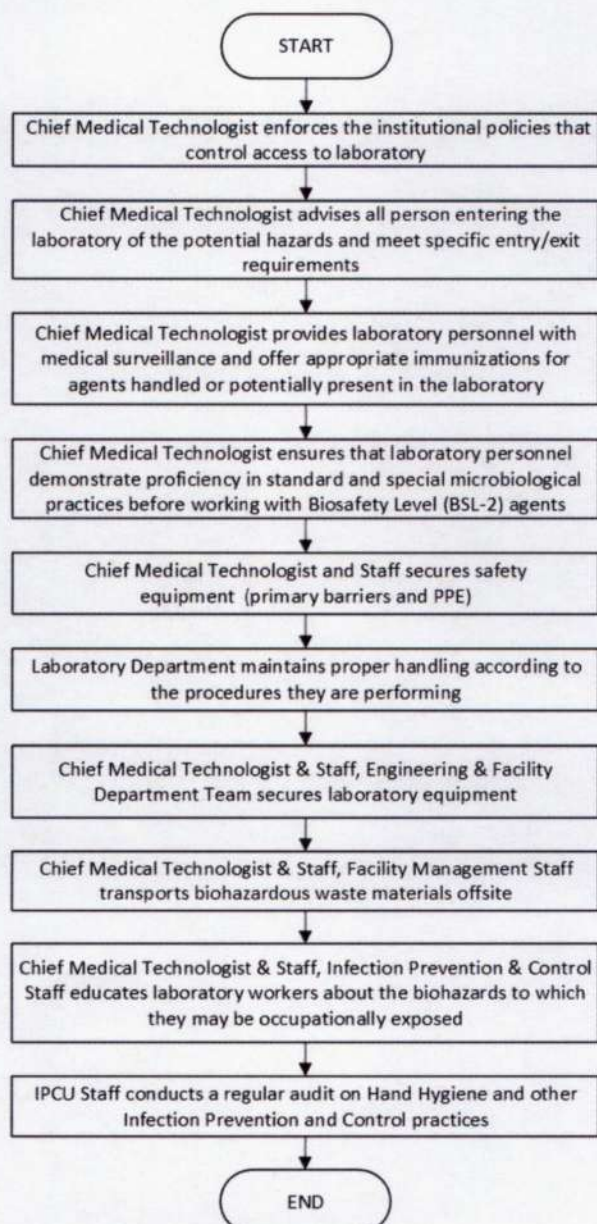 START
Chief Medical Technologist enforces the institutional policies that
control access to laboratory
Chief Medical Technologist advises all person entering the
laboratory of the potential hazards and meet specific entry/exit
requirements
Chief Medical Technologist provides laboratory personnel with
medical surveillance and offer appropriate immunizations for
agents handled or potentially present in the laboratory
Chief Medical Technologist ensures that laboratory personnel
demonstrate proficiency in standard and special microbiological
practices before working with Biosafety Level (BSL-2) agents
Chief Medical Technologist and Staff secures safety
equipment (primary barriers and PPE)
Laboratory Department maintains proper handling according to
the procedures they are performing
Chief Medical Technologist & Staff, Engineering & Facility
Department Team secures laboratory equipment
Chief Medical Technologist & Staff, Facility Management Staff
transports biohazardous waste materials offsite
Chief Medical Technologist & Staff, Infection Prevention & Control
Staff educates laboratory workers about the biohazards to which
they may be occupationally exposed
IPCU Staff conducts a regular audit on Hand Hygiene and other
Infection Prevention and Control practices
END